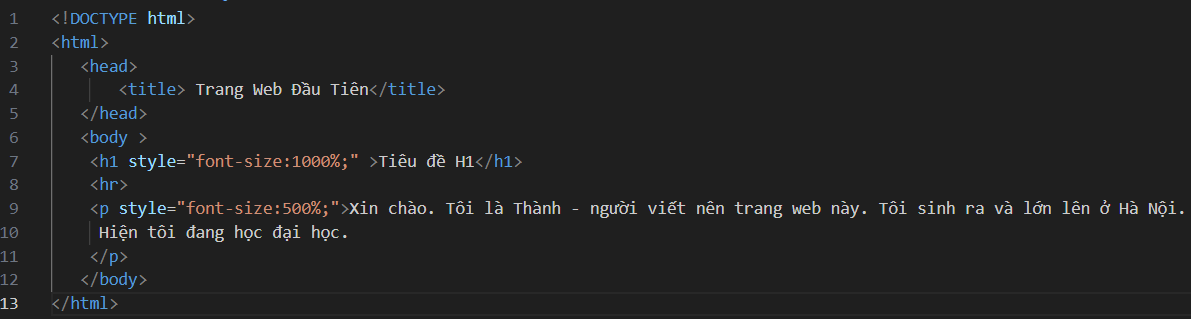 1 <!DOCTYPE html>
2 <html>
3 <head>
4 <title> Trang Web Đầu Tiên</title>
5 </head>
6 <body >
7 <h1 style="font-size:1000%;" >Tiêu đề H1</h1>
8 <hr>
9 <p style="font-size:500%;">Xin chào. Tôi là Thành - người viết nên trang web này. Tôi sinh ra và lớn lên ở Hà Nội.
10 Hiện tôi đang học đại học.
11 </p>
12 </body>
13 </html>